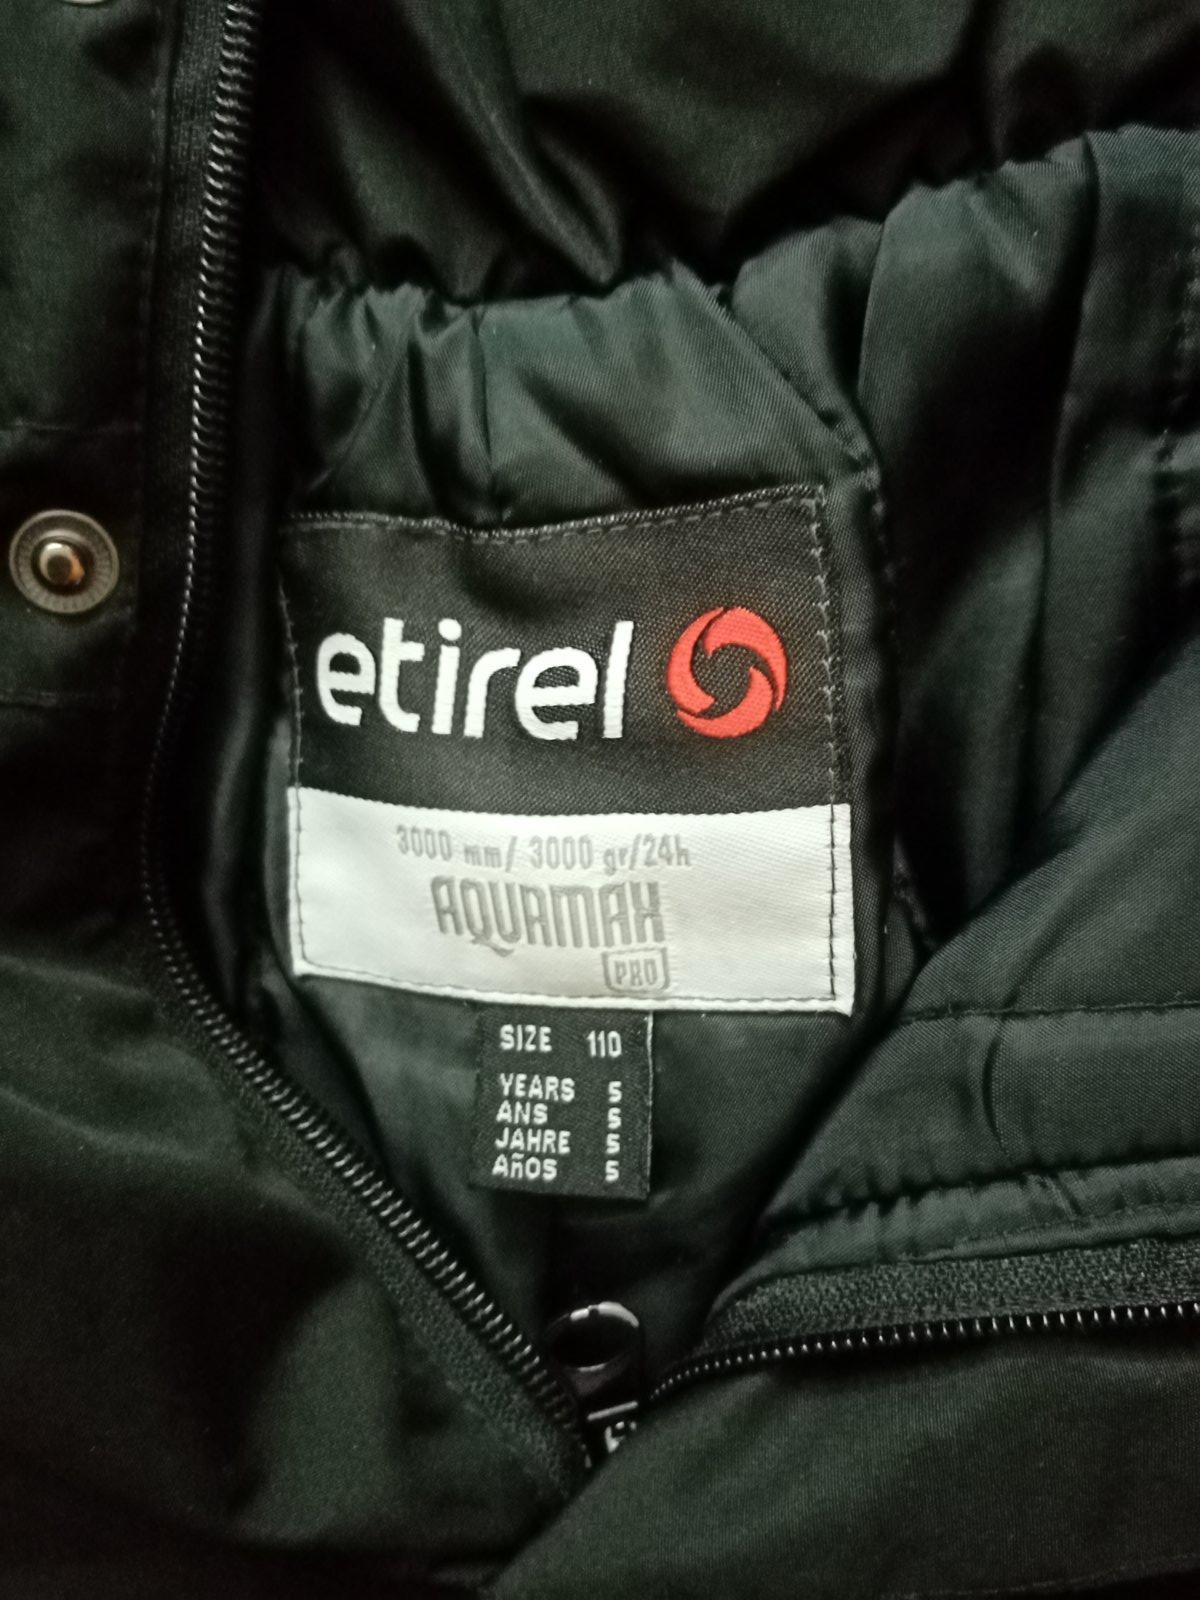 etirel
3000 mm/ 3000 gr/24h
AQUAMAX
PRO
SIZE 110
YEARS 5
ANS 5
JAHRE 5
AÑOS 5